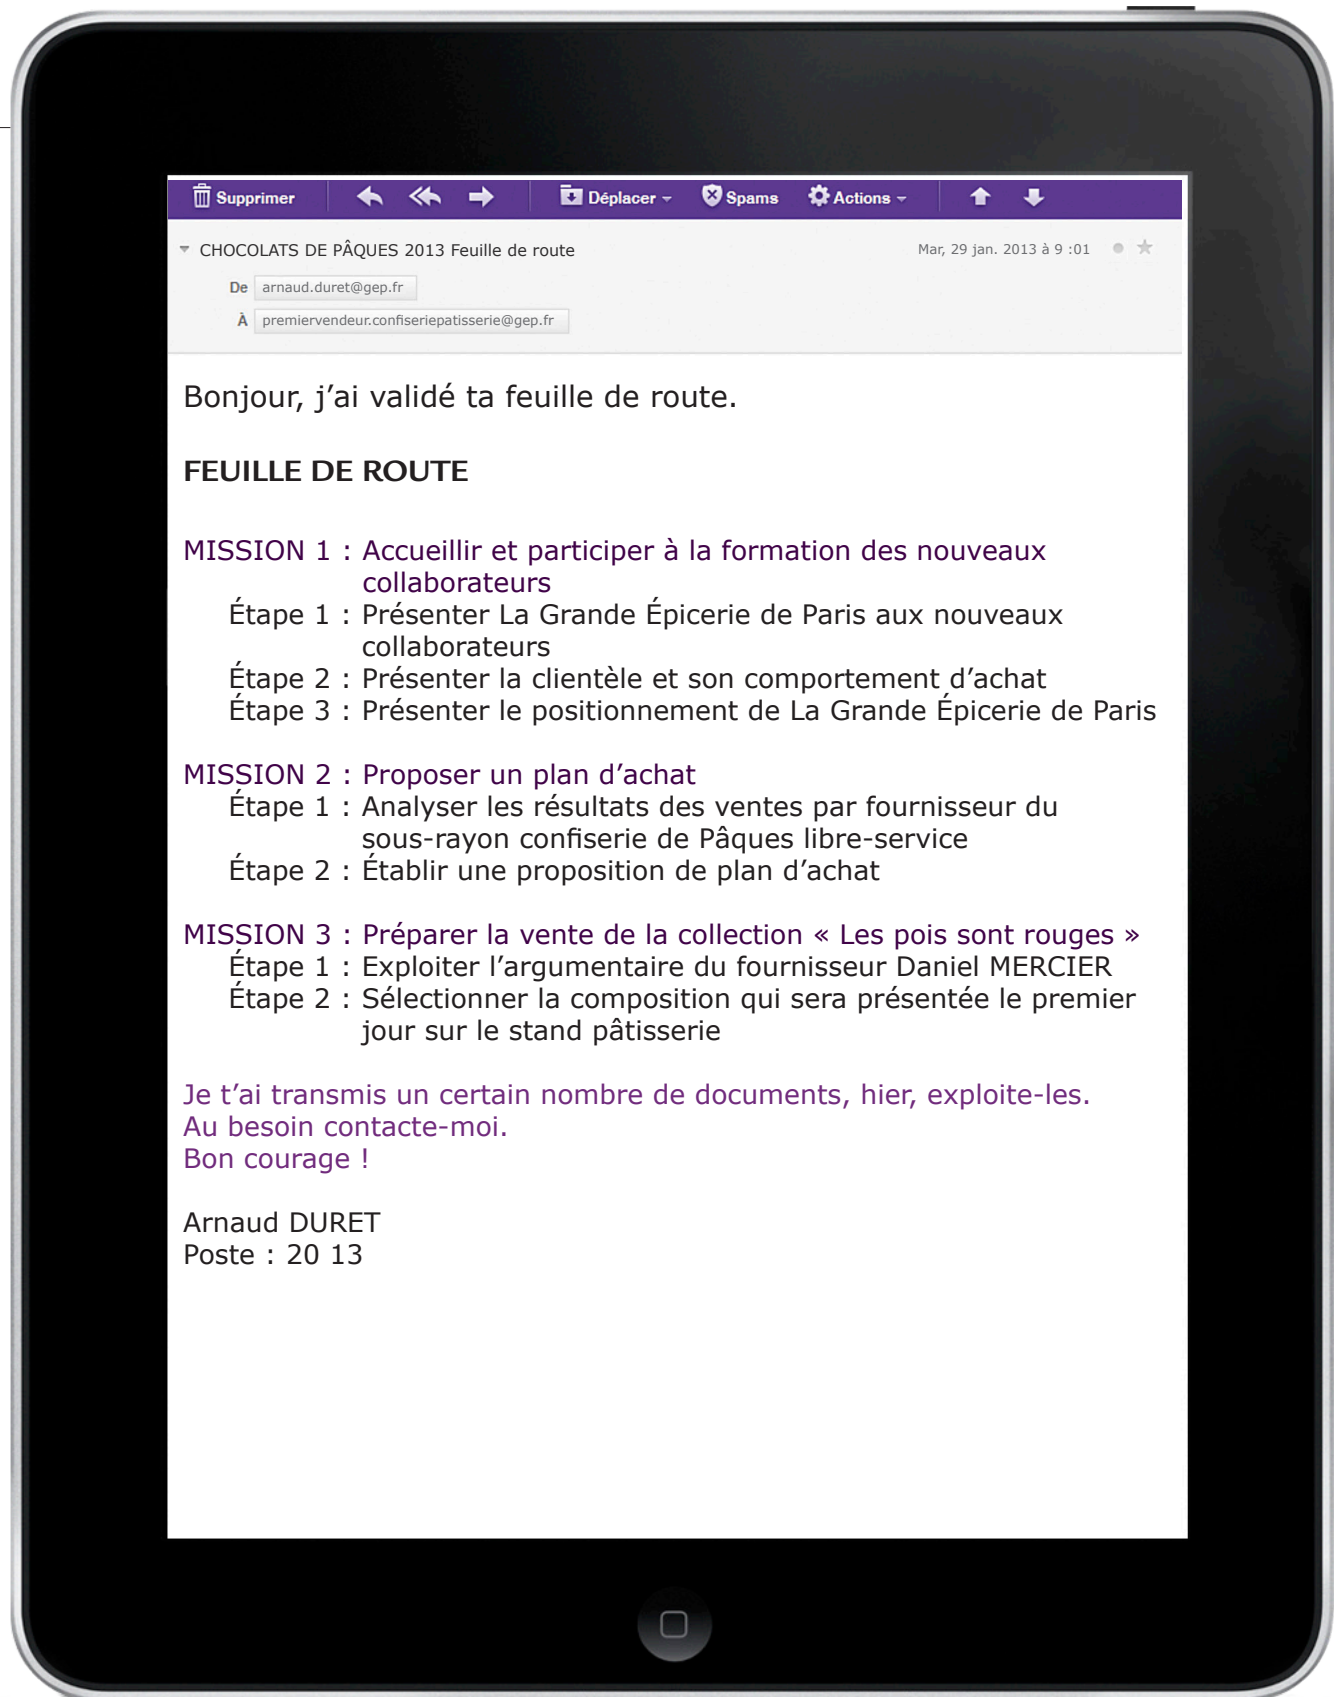 Supprimer Déplacer Spams Actions
CHOCOLATS DE PÂQUES 2013 Feuille de route Mar, 29 jan. 2013 à 9 :01
De arnaud.duret@gep.fr
À premiervendeur.confiseriepatisserie@gep.fr
Bonjour, j’ai validé ta feuille de route.
FEUILLE DE ROUTE
MISSION 1 : Accueillir et participer à la formation des nouveaux
collaborateurs
Étape 1 : Présenter La Grande Épicerie de Paris aux nouveaux
collaborateurs
Étape 2 : Présenter la clientèle et son comportement d’achat
Étape 3 : Présenter le positionnement de La Grande Épicerie de Paris
MISSION 2 : Proposer un plan d’achat
Étape 1 : Analyser les résultats des ventes par fournisseur du
sous-rayon confiserie de Pâques libre-service
Étape 2 : Établir une proposition de plan d’achat
MISSION 3 : Préparer la vente de la collection « Les pois sont rouges »
Étape 1 : Exploiter l’argumentaire du fournisseur Daniel MERCIER
Étape 2 : Sélectionner la composition qui sera présentée le premier
jour sur le stand pâtisserie
Je t’ai transmis un certain nombre de documents, hier, exploite-les.
Au besoin contacte-moi.
Bon courage !
Arnaud DURET
Poste : 20 13